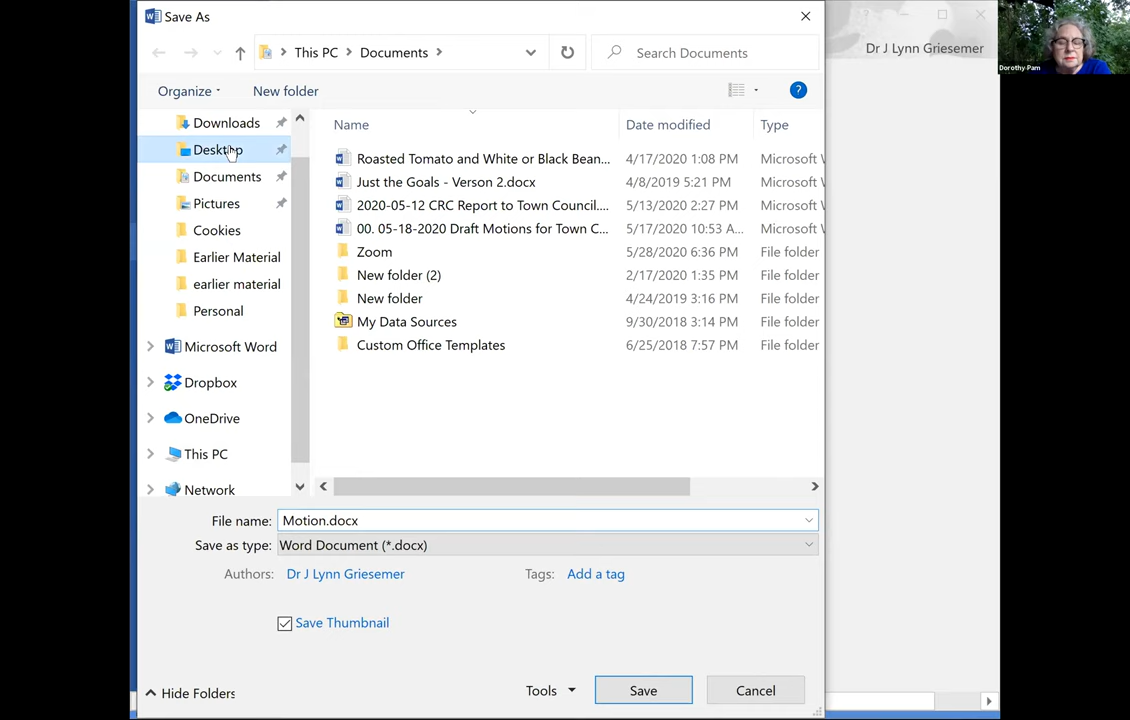 Save As
Dr J Lynn Griesemer
Dorothy Pam
This PC
Documents
Search Documents
Organize
New folder
?
Downloads
Desktop
Documents
Pictures
Cookies
Earlier Material
earlier material
Personal
Microsoft Word
Dropbox
OneDrive
This PC
Network
Name Date modified Type
Roasted Tomato and White or Black Bean... 4/17/2020 1:08 PM Microsoft
Just the Goals - Verson 2.docx 4/8/2019 5:21 PM Microsoft
2020-05-12 CRC Report to Town Council.... 5/13/2020 2:27 PM Microsoft
00. 05-18-2020 Draft Motions for Town C... 5/17/2020 10:53 A... Microsoft
Zoom 5/28/2020 6:36 PM File folder
New folder (2) 2/17/2020 1:35 PM File folder
New folder 4/24/2019 3:16 PM File folder
My Data Sources 9/30/2018 3:14 PM File folder
Custom Office Templates 6/25/2018 7:57 PM File folder
File name: Motion.docx
Save as type: Word Document (*.docx)
Authors: Dr J Lynn Griesemer Tags: Add a tag
Save Thumbnail
Hide Folders
Tools
Save
Cancel